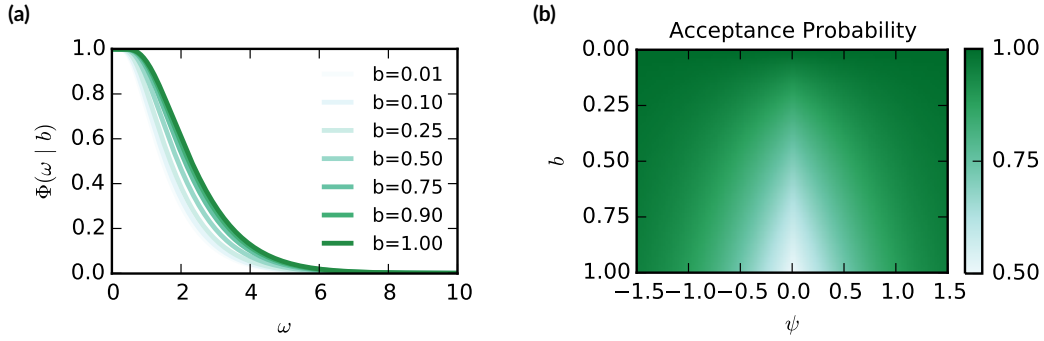 (a)
1.0
0.8
0.6
0.4
0.2
0.0
Φ(ω | b)
0 2 4 6 8 10
ω
b=0.01
b=0.10
b=0.25
b=0.50
b=0.75
b=0.90
b=1.00
(b)
Acceptance Probability
0.00
0.25
0.50
0.75
1.00
b
−1.5 −1.0 −0.5 0.0 0.5 1.0 1.5
ψ
1.00
0.75
0.50